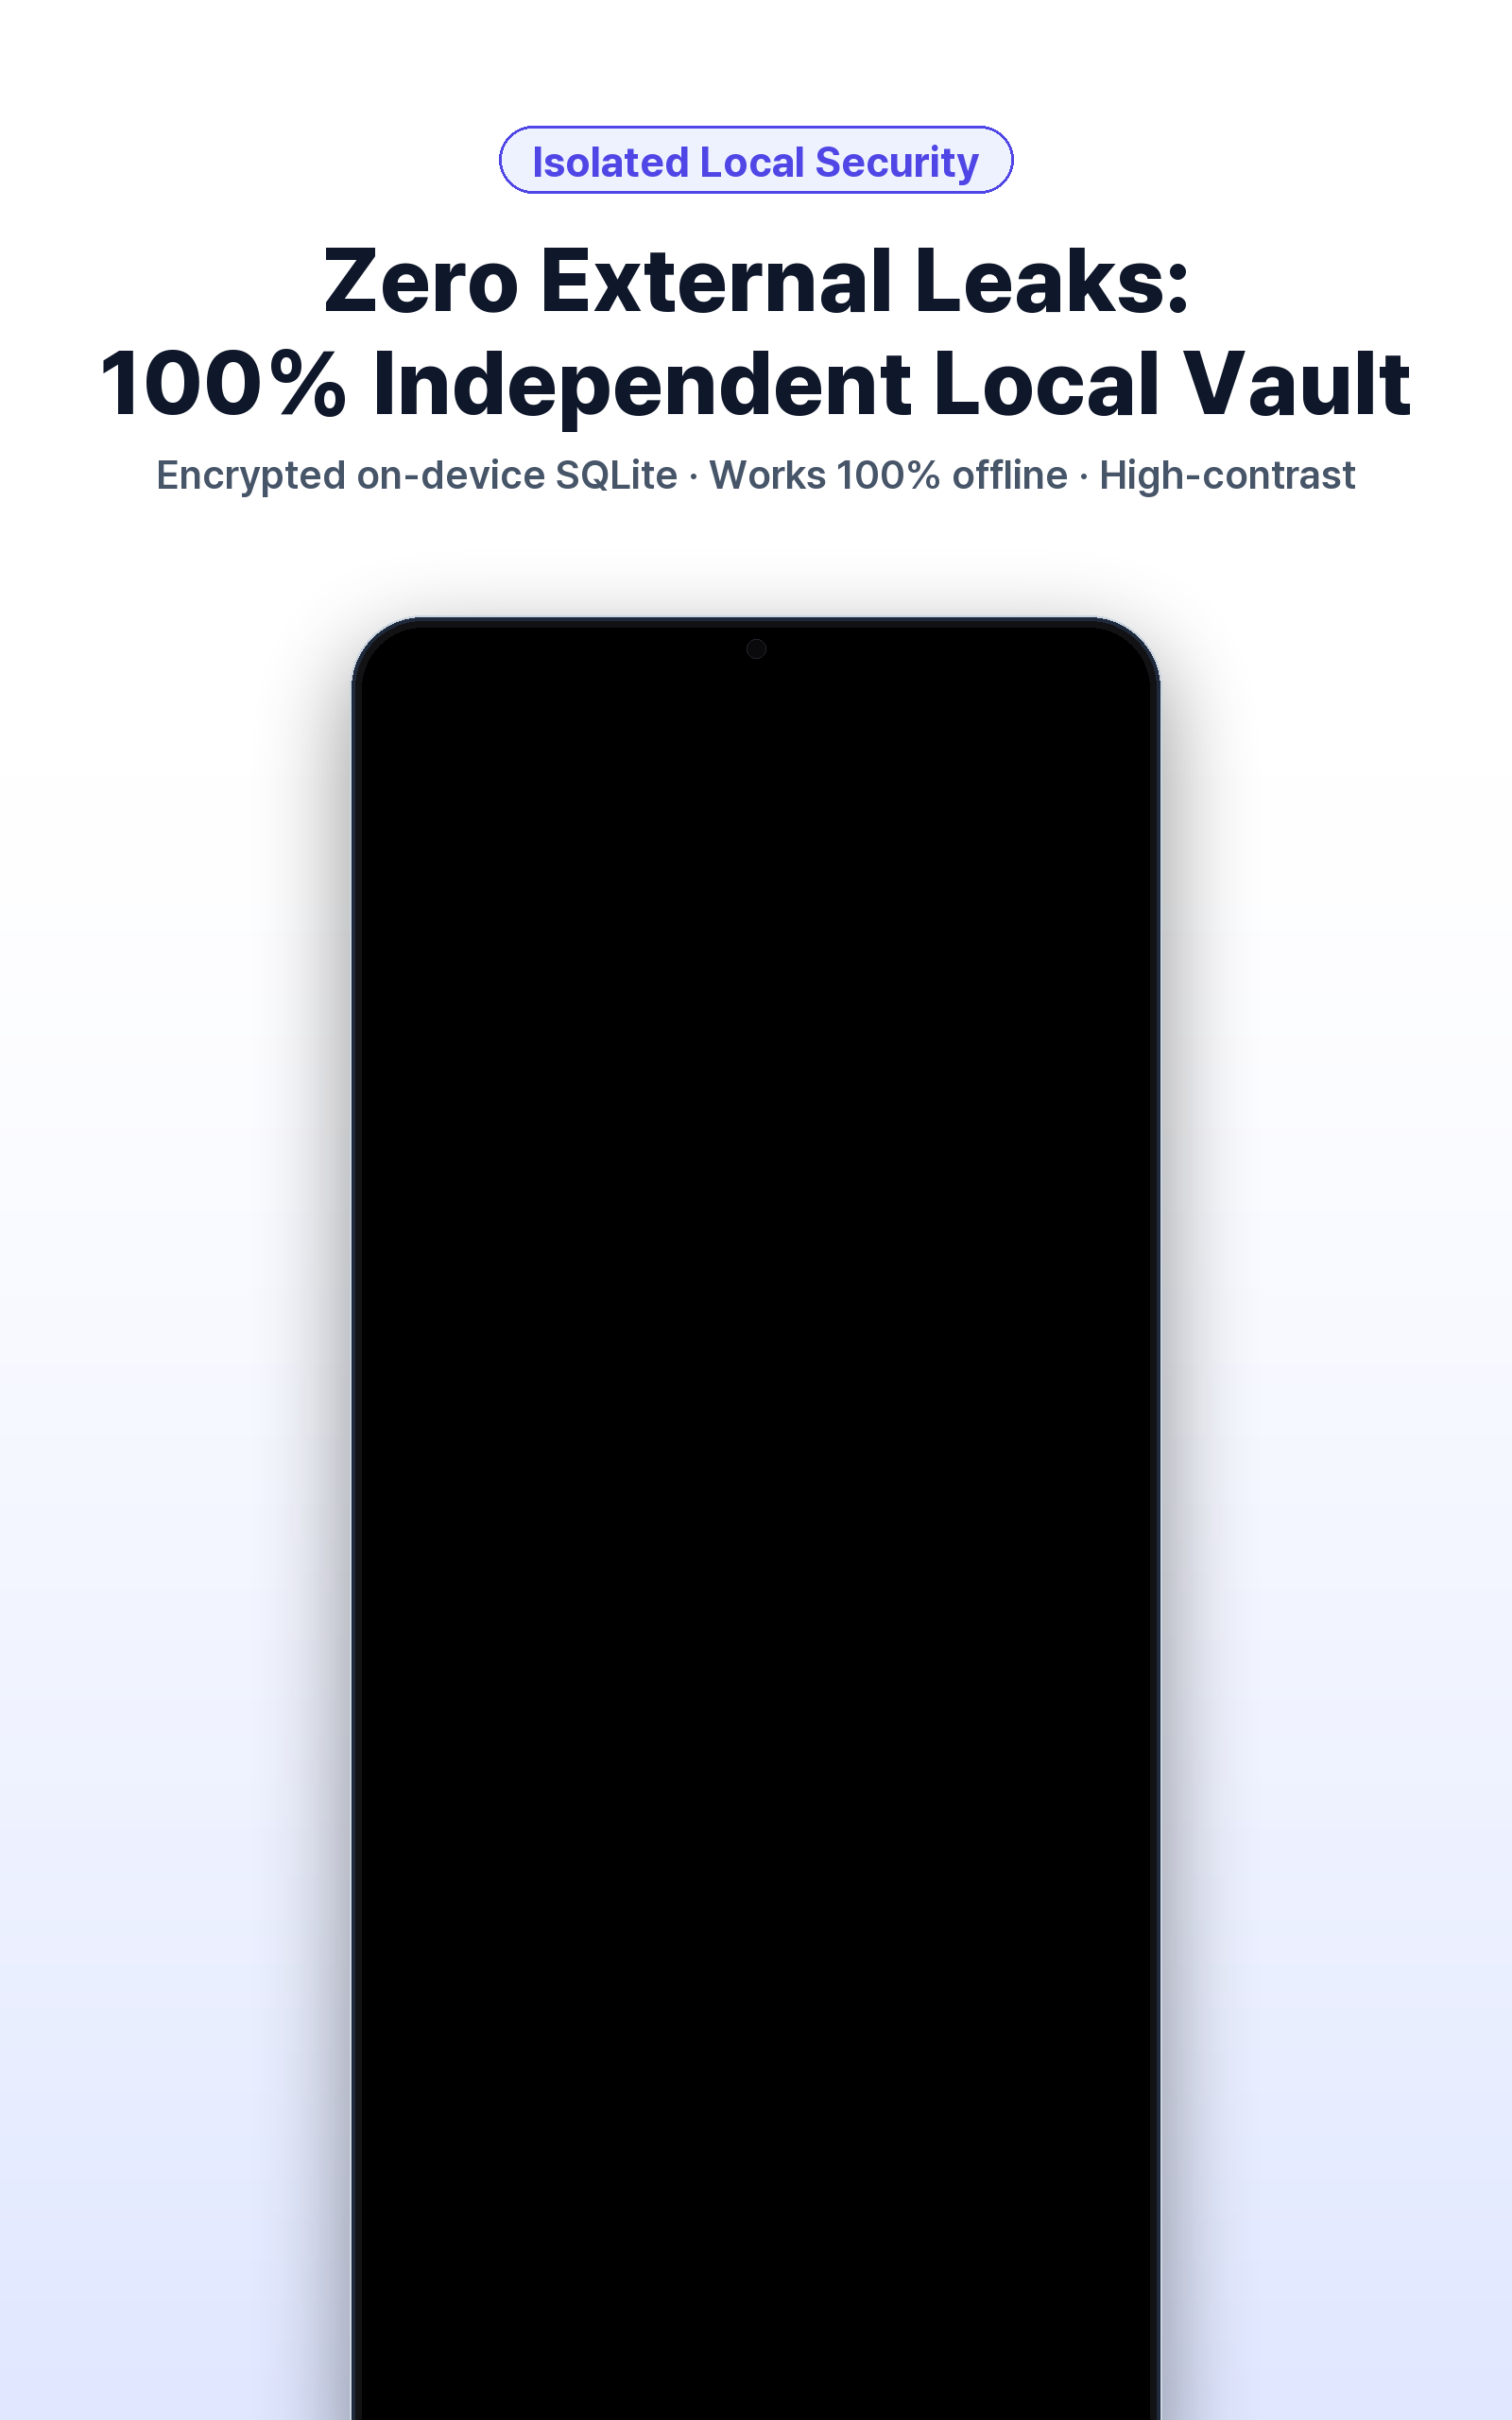 Isolated Local Security
Zero External Leaks:
100% Independent Local Vault
Encrypted on-device SQLite · Works 100% offline · High-contrast